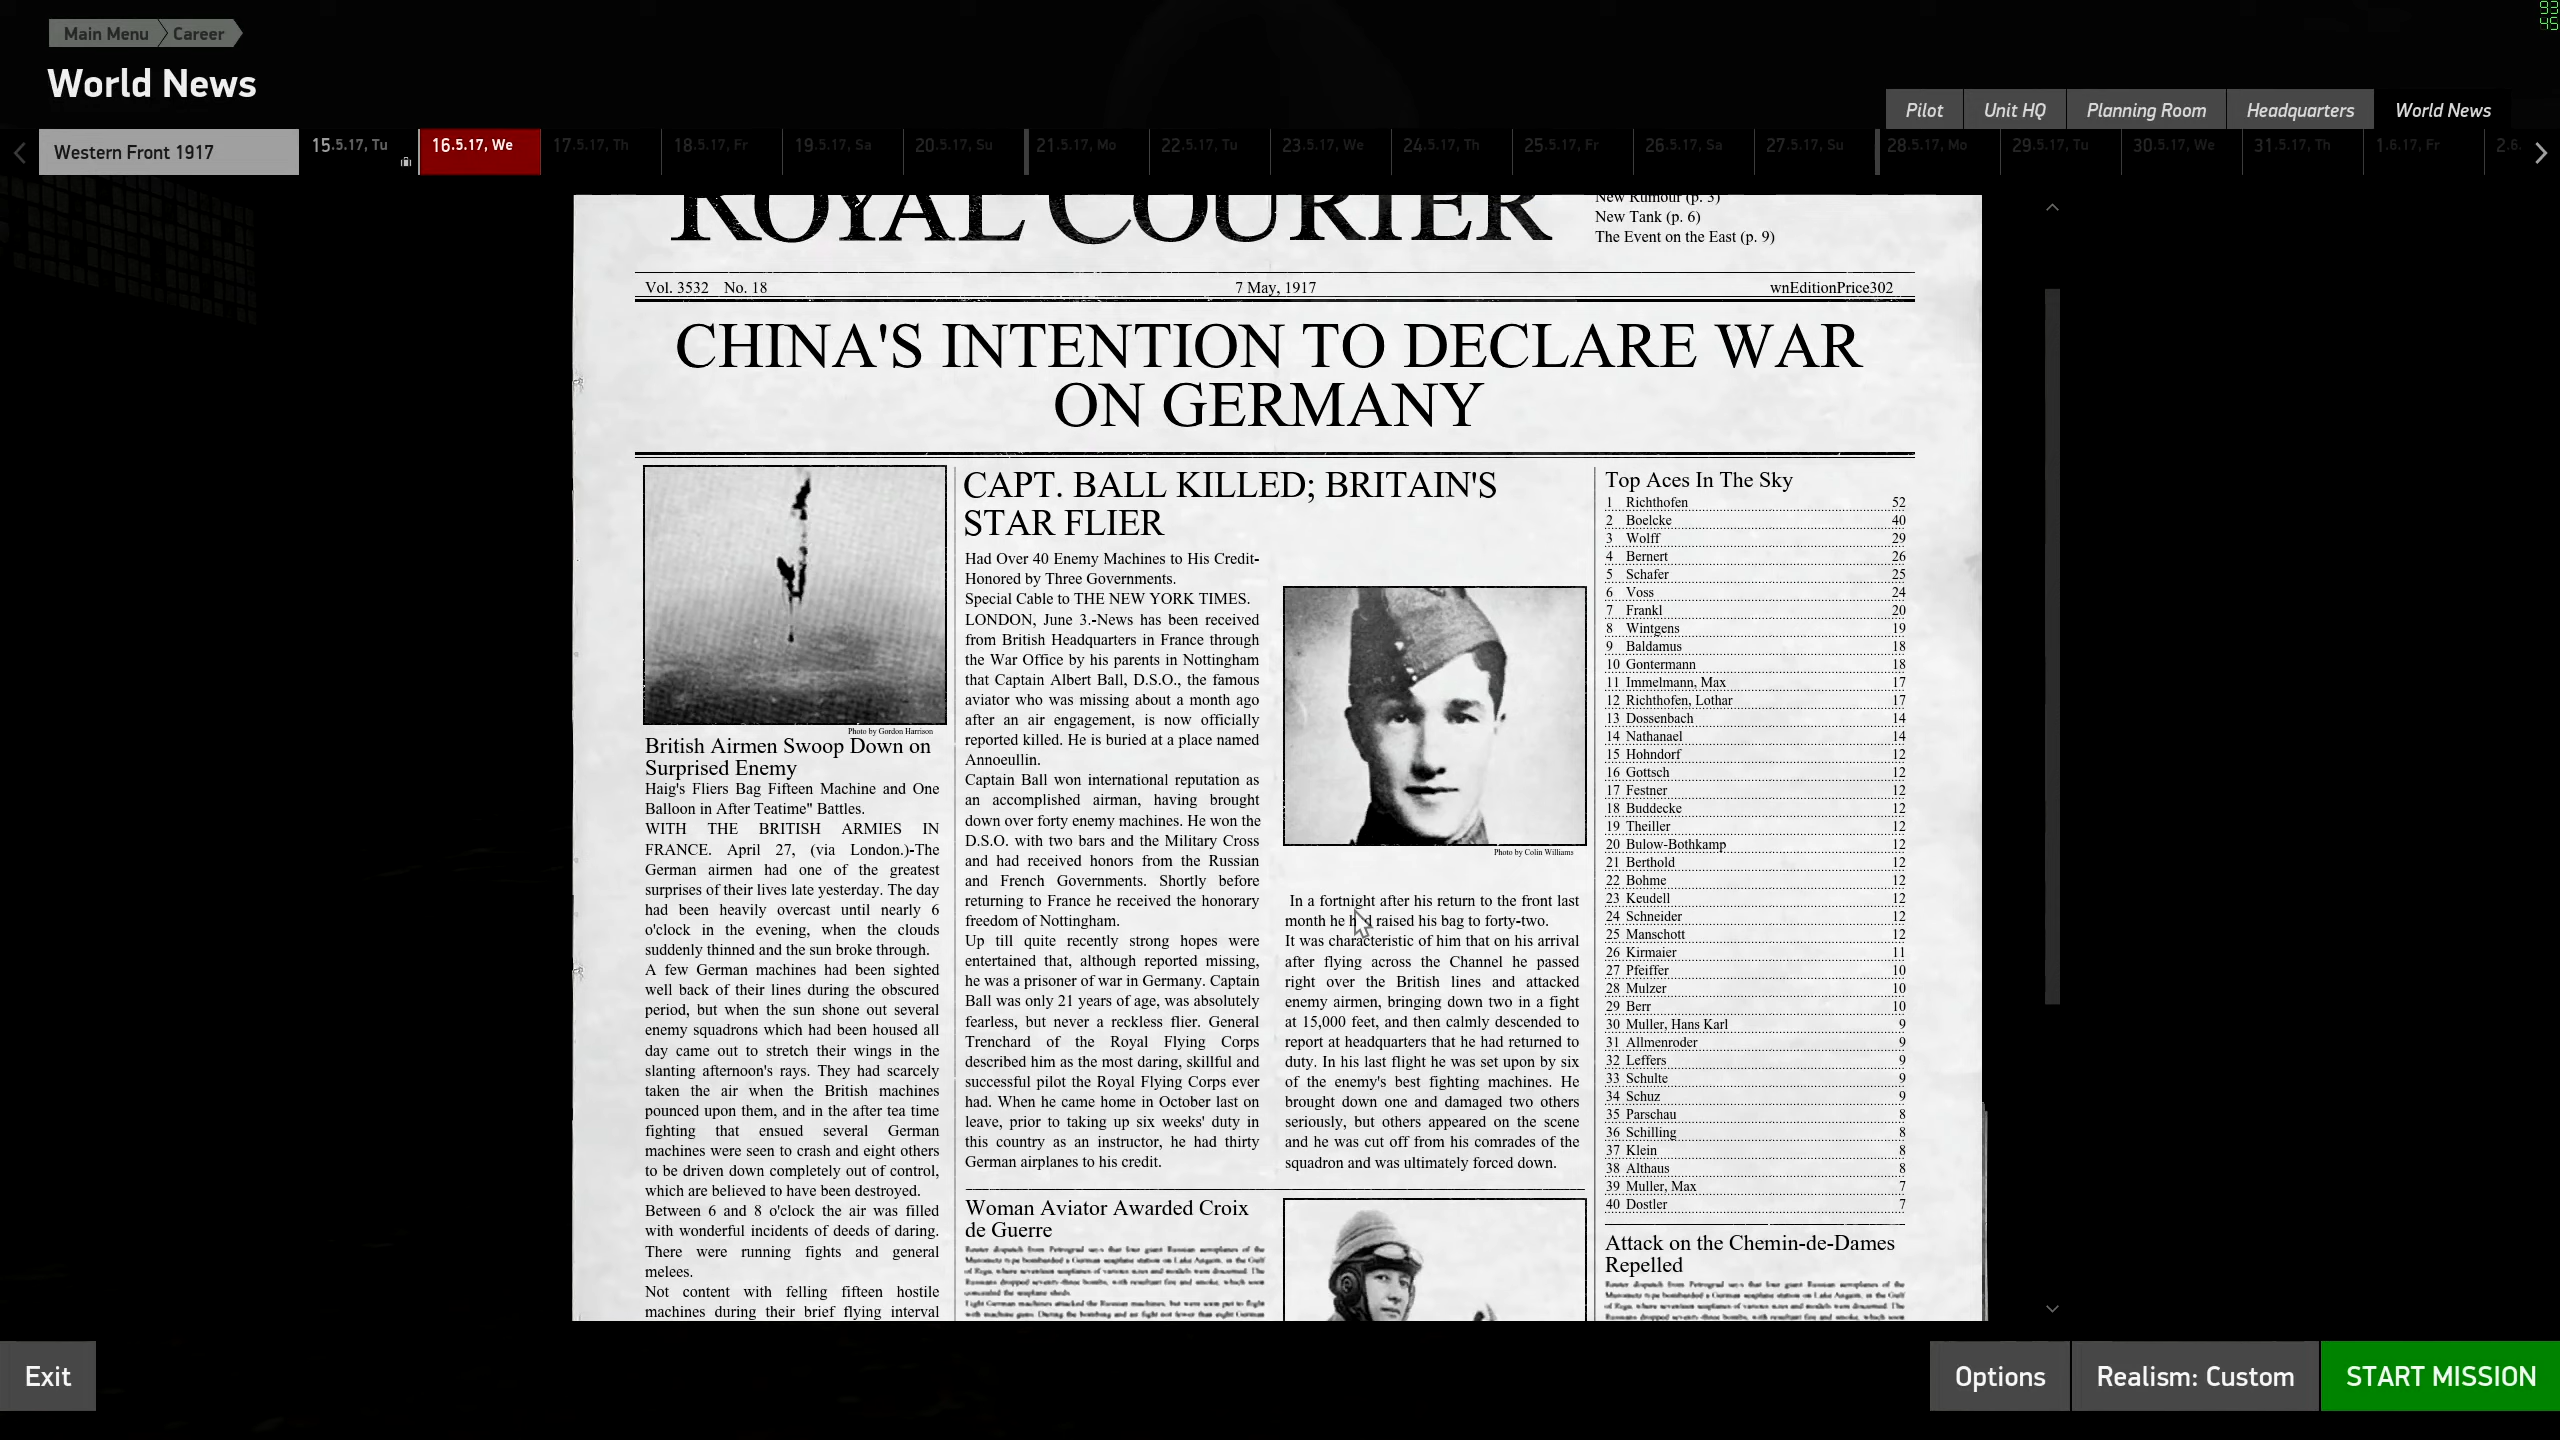 93
45
Main Menu
Career
World News
Pilot
Unit HQ
Planning Room
Headquarters
World News
Western Front 1917
15.5.17, Tu
16.5.17, We
17.5.17, Th
18.5.17, Fr
19.5.17, Sa
20.5.17, Su
21.5.17, Mo
22.5.17, Tu
23.5.17, We
24.5.17, Th
25.5.17, Fr
26.5.17, Sa
27.5.17, Su
28.5.17, Mo
29.5.17, Tu
30.5.17, We
31.5.17, Th
1.6.17, Fr
2.6.
ROYAL COURIER
New Rumour (p. 3)
New Tank (p. 6)
The Event on the East (p. 9)
Vol. 3532 No. 18
7 May, 1917
wnEditionPrice302
CHINA'S INTENTION TO DECLARE WAR
ON GERMANY
Photo by Gordon Harrison
British Airmen Swoop Down on
Surprised Enemy
Haig's Fliers Bag Fifteen Machine and One
Balloon in After Teatime" Battles.
WITH THE BRITISH ARMIES IN
FRANCE. April 27, (via London.)-The
German airmen had one of the greatest
surprises of their lives late yesterday. The day
had been heavily overcast until nearly 6
o'clock in the evening, when the clouds
suddenly thinned and the sun broke through.
A few German machines had been sighted
well back of their lines during the obscured
period, but when the sun shone out several
enemy squadrons which had been housed all
day came out to stretch their wings in the
slanting afternoon's rays. They had scarcely
taken the air when the British machines
pounced upon them, and in the after tea time
fighting that ensued several German
machines were seen to crash and eight others
to be driven down completely out of control,
which are believed to have been destroyed.
Between 6 and 8 o'clock the air was filled
with wonderful incidents of deeds of daring.
There were running fights and general
melees.
Not content with felling fifteen hostile
machines during their brief flying interval
CAPT. BALL KILLED; BRITAIN'S
STAR FLIER
Had Over 40 Enemy Machines to His Credit-
Honored by Three Governments.
Special Cable to THE NEW YORK TIMES.
LONDON, June 3.-News has been received
from British Headquarters in France through
the War Office by his parents in Nottingham
that Captain Albert Ball, D.S.O., the famous
aviator who was missing about a month ago
after an air engagement, is now officially
reported killed. He is buried at a place named
Annoeullin.
Captain Ball won international reputation as
an accomplished airman, having brought
down over forty enemy machines. He won the
D.S.O. with two bars and the Military Cross
and had received honors from the Russian
and French Governments. Shortly before
returning to France he received the honorary
freedom of Nottingham.
Up till quite recently strong hopes were
entertained that, although reported missing,
he was a prisoner of war in Germany. Captain
Ball was only 21 years of age, was absolutely
fearless, but never a reckless flier. General
Trenchard of the Royal Flying Corps
described him as the most daring, skillful and
successful pilot the Royal Flying Corps ever
had. When he came home in October last on
leave, prior to taking up six weeks' duty in
this country as an instructor, he had thirty
German airplanes to his credit.
Photo by Colin Williams
In a fortnight after his return to the front last
month he had raised his bag to forty-two.
It was characteristic of him that on his arrival
after flying across the Channel he passed
right over the British lines and attacked
enemy airmen, bringing down two in a fight
at 15,000 feet, and then calmly descended to
report at headquarters that he had returned to
duty. In his last flight he was set upon by six
of the enemy's best fighting machines. He
brought down one and damaged two others
seriously, but others appeared on the scene
and he was cut off from his comrades of the
squadron and was ultimately forced down.
Woman Aviator Awarded Croix
de Guerre
Top Aces In The Sky
1 Richthofen 52
2 Boelcke 40
3 Wolff 29
4 Bernert 26
5 Schafer 25
6 Voss 24
7 Frankl 20
8 Wintgens 19
9 Baldamus 18
10 Gontermann 18
11 Immelmann, Max 17
12 Richthofen, Lothar 17
13 Dossenbach 14
14 Nathanael 14
15 Hohndorf 12
16 Gottsch 12
17 Festner 12
18 Buddecke 12
19 Theiller 12
20 Bulow-Bothkamp 12
21 Berthold 12
22 Bohme 12
23 Keudell 12
24 Schneider 12
25 Manschott 12
26 Kirmaier 11
27 Pfeiffer 10
28 Mulzer 10
29 Berr 10
30 Muller, Hans Karl 9
31 Allmenroder 9
32 Leffers 9
33 Schulte 9
34 Schuz 9
35 Parschau 8
36 Schilling 8
37 Klein 8
38 Althaus 8
39 Muller, Max 7
40 Dostler 7
Attack on the Chemin-de-Dames
Repelled
Exit
Options
Realism: Custom
START MISSION